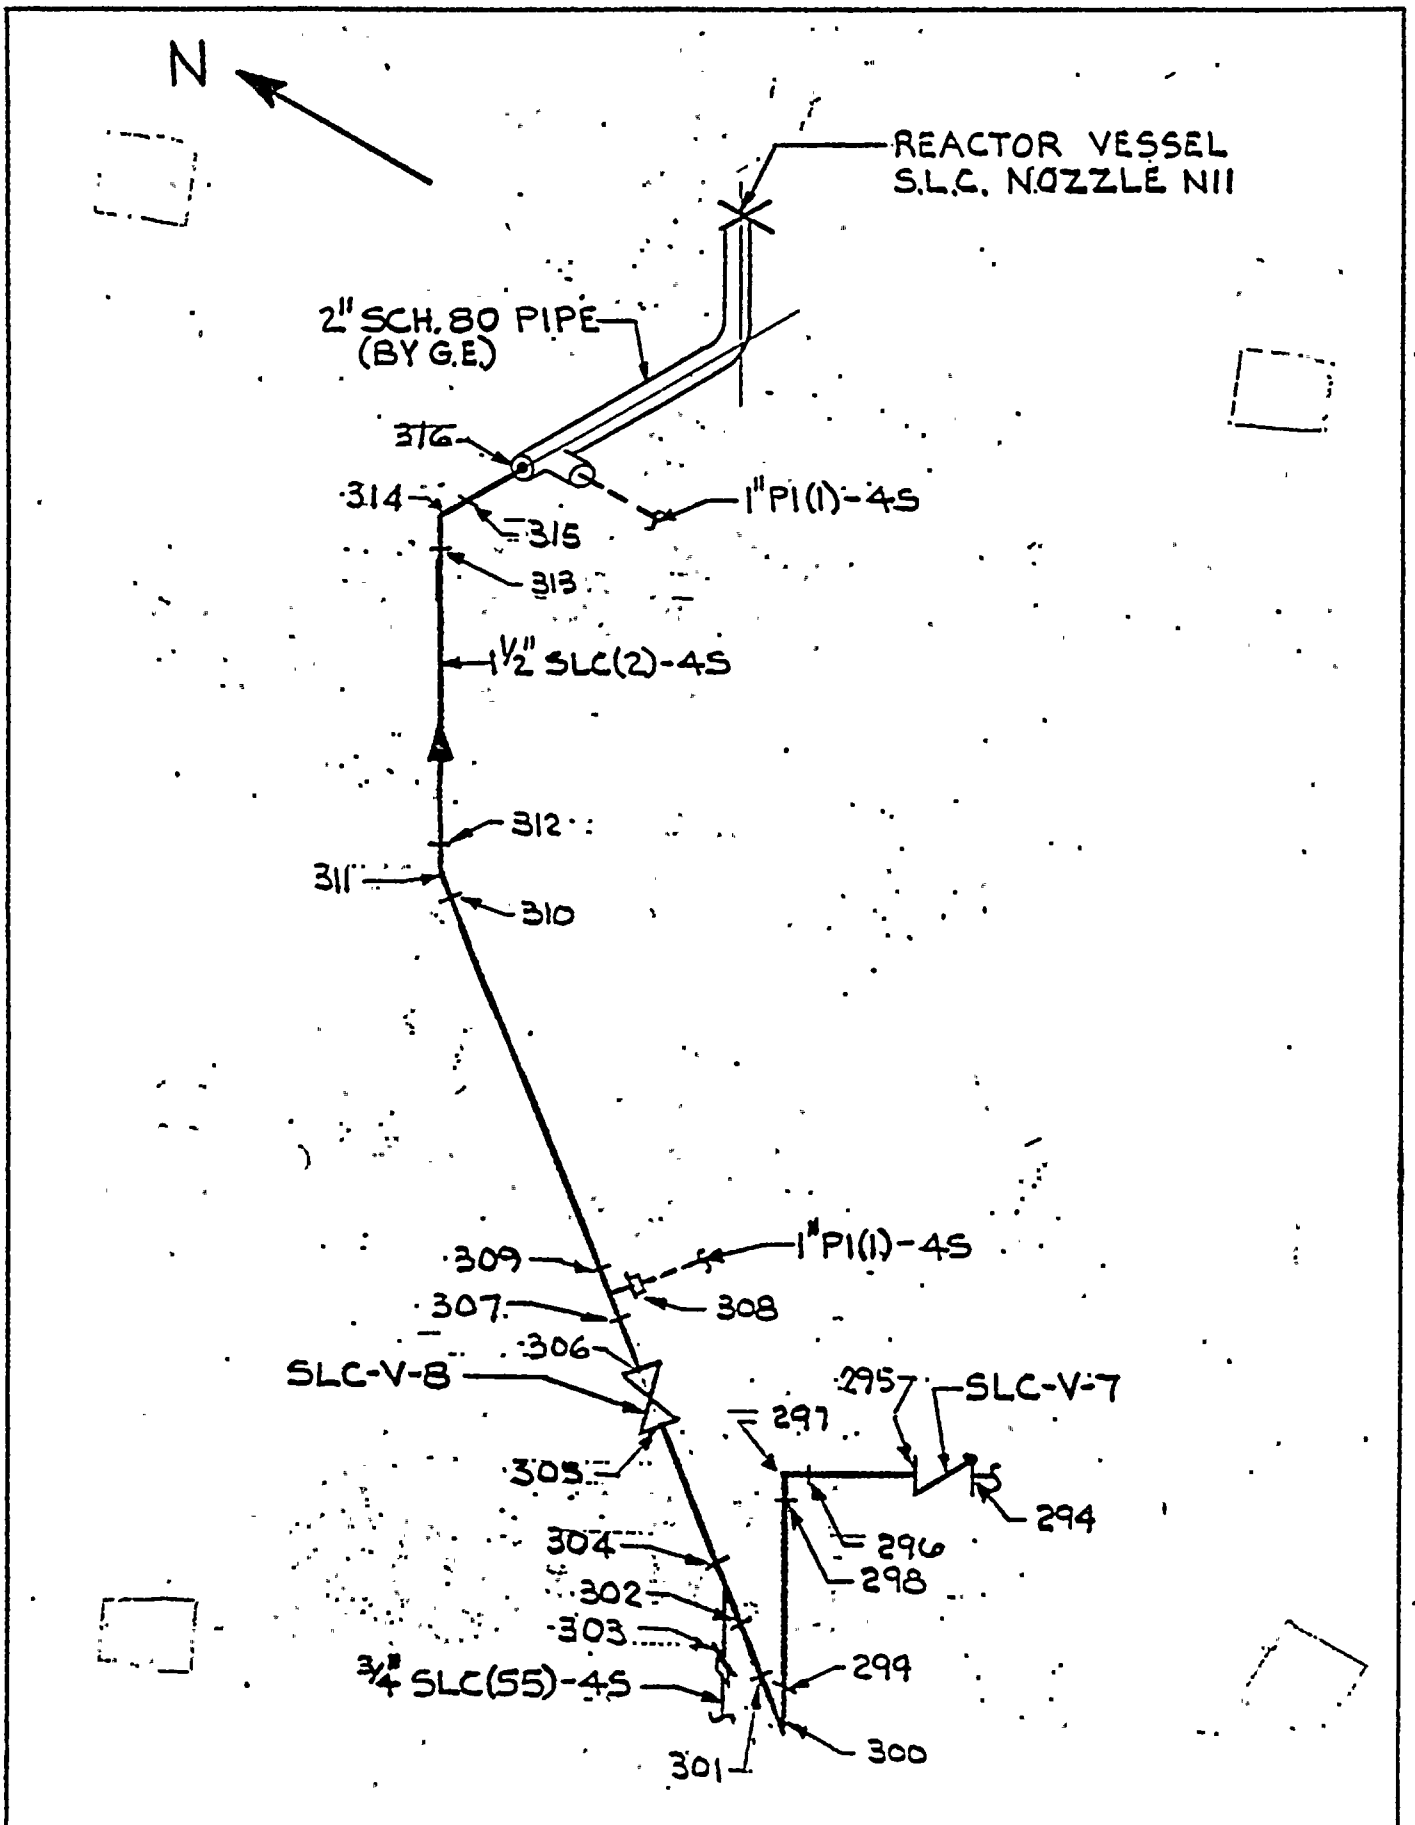 N
REACTOR VESSEL
S.L.C. NOZZLE N11
2" SCH. 80 PIPE
(BY G.E.)
316
314
1" PI(1)-4S
315
313
1½" SLC(2)-4S
312
311
310
309
1" PI(1)-4S
307
308
306
SLC-V-8
295
SLC-V-7
297
305
294
304
296
298
302
303
299
¾" SLC(55)-4S
300
301